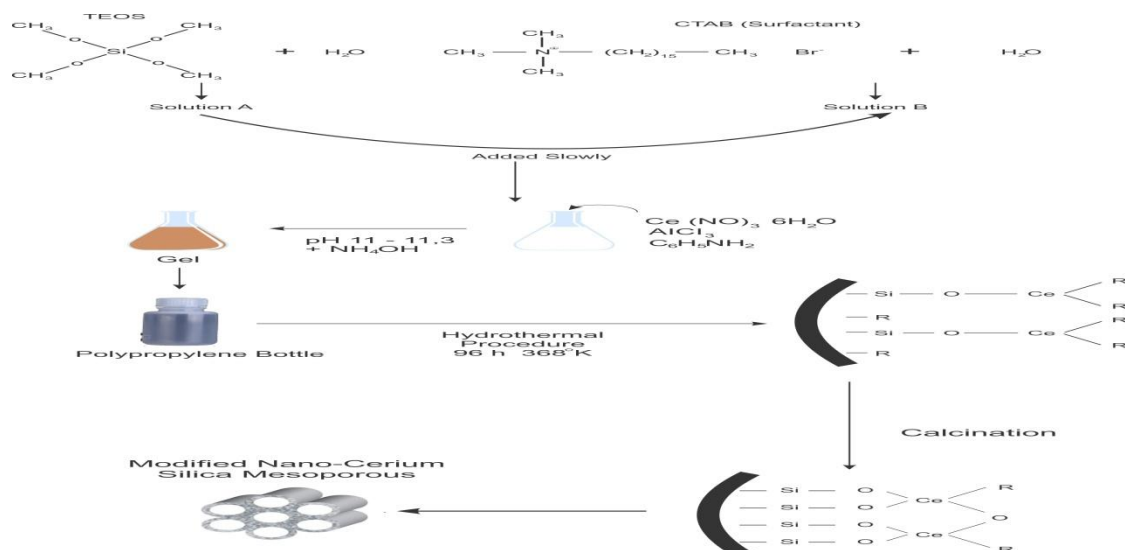 TEOS
CTAB (Surfactant)
CH3 CH3
O O
Si
O O
CH3 CH3
+ H2O
CH3
CH3 — N+ — (CH2)15 — CH3 Br-
CH3
+ H2O
Solution A
Solution B
Added Slowly
Ce (NO)3 6H2O
AlCl3
C6H5NH2
pH 11 - 11,3
+ NH4OH
Gel
Polypropylene Bottle
Hydrothermal
Procedure
96 h 368°K
R
Si — O — Ce
R
R
R
Si — O — Ce
R
R
Calcination
Modified Nano-Cerium
Silica Mesoporous
Si — O
R
Ce
Si — O
O
Si — O
Ce
Si — O
R